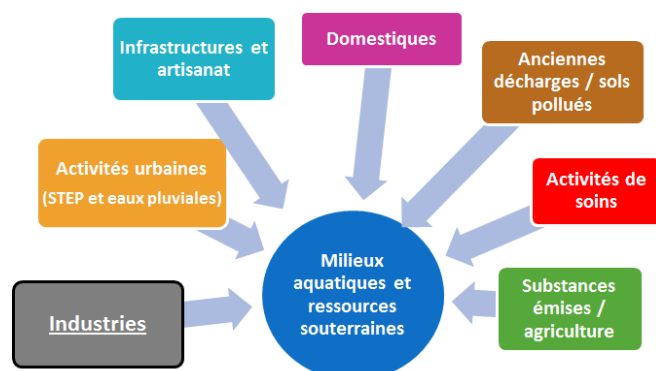 Domestiques
Infrastructures et
artisanat
Anciennes
décharges / sols
pollués
Activités urbaines
(STEP et eaux pluviales)
Activités de
soins
Milieux
aquatiques et
ressources
souterraines
Industries
Substances
émises /
agriculture